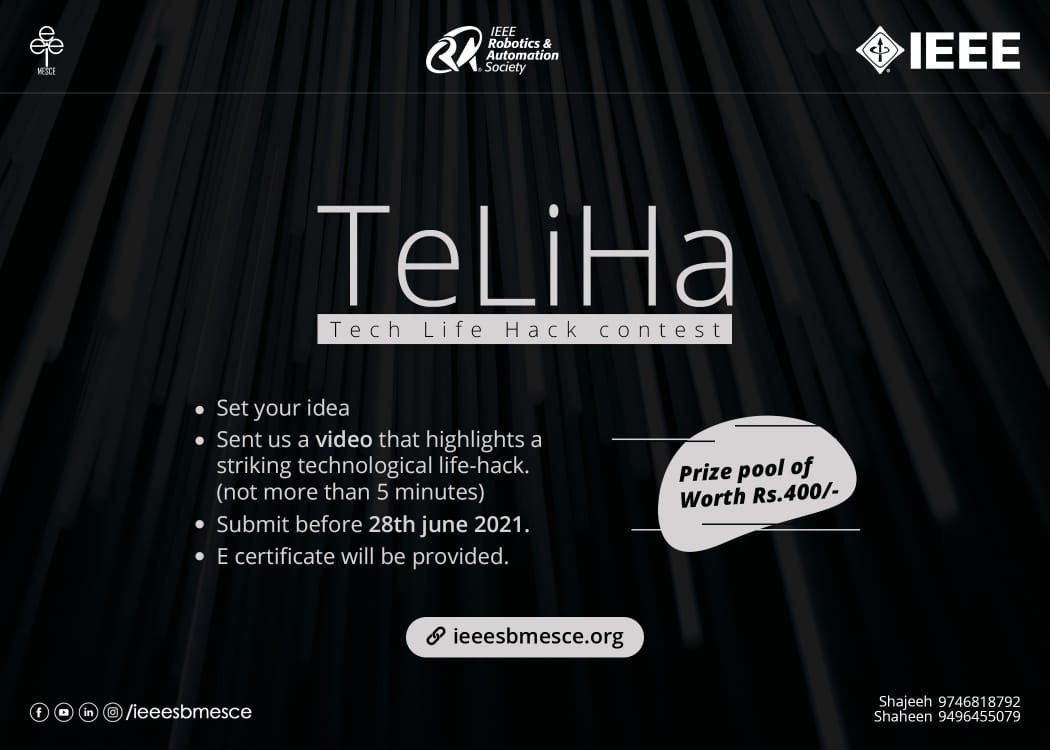 MESCE
IEEE
Robotics &
Automation
Society
IEEE
TeLiHa
Tech Life Hack contest
• Set your idea
• Sent us a video that highlights a
striking technological life-hack.
(not more than 5 minutes)
• Submit before 28th june 2021.
• E certificate will be provided.
Prize pool of
Worth Rs.400/-
ieeesbmesce.org
/ieeesbmesce
Shajeeh 9746818792
Shaheen 9496455079